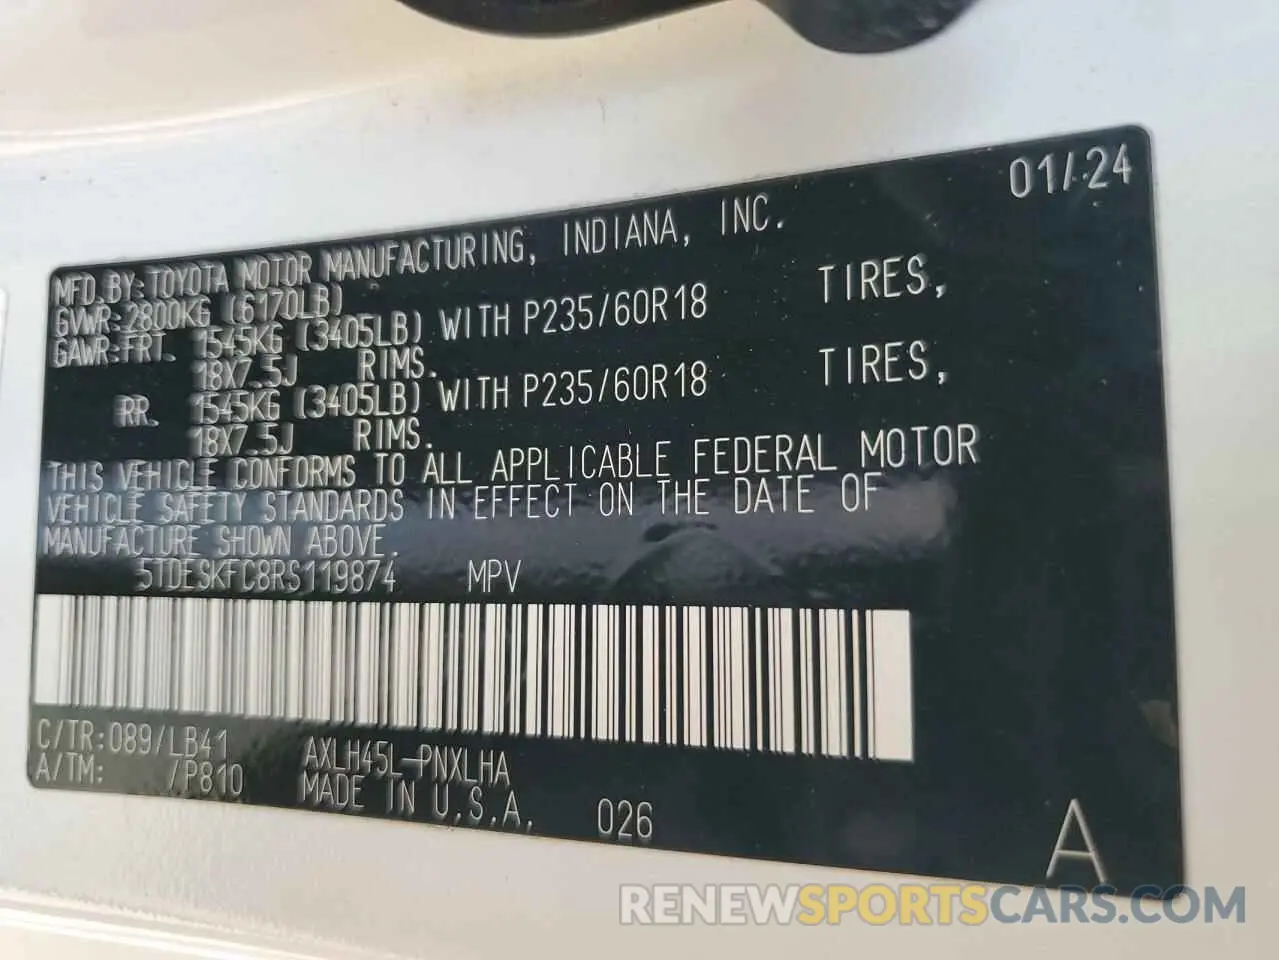 01/24
MFD.BY:TOYOTA MOTOR MANUFACTURING, INDIANA, INC.
GVWR:2800KG (6170LB)
GAWR:FRT. 1545KG (3405LB) WITH P235/60R18 TIRES,
18X7.5J RIMS.
RR. 1545KG (3405LB) WITH P235/60R18 TIRES,
18X7.5J RIMS.
THIS VEHICLE CONFORMS TO ALL APPLICABLE FEDERAL MOTOR
VEHICLE SAFETY STANDARDS IN EFFECT ON THE DATE OF
MANUFACTURE SHOWN ABOVE.
5TDESKFC8RS119874 MPV
C/TR:089/LB41 AXLH45L-PNXLHA
A/TM: /P810 MADE IN U.S.A. 026
A
RENEWSPORTSCARS.COM